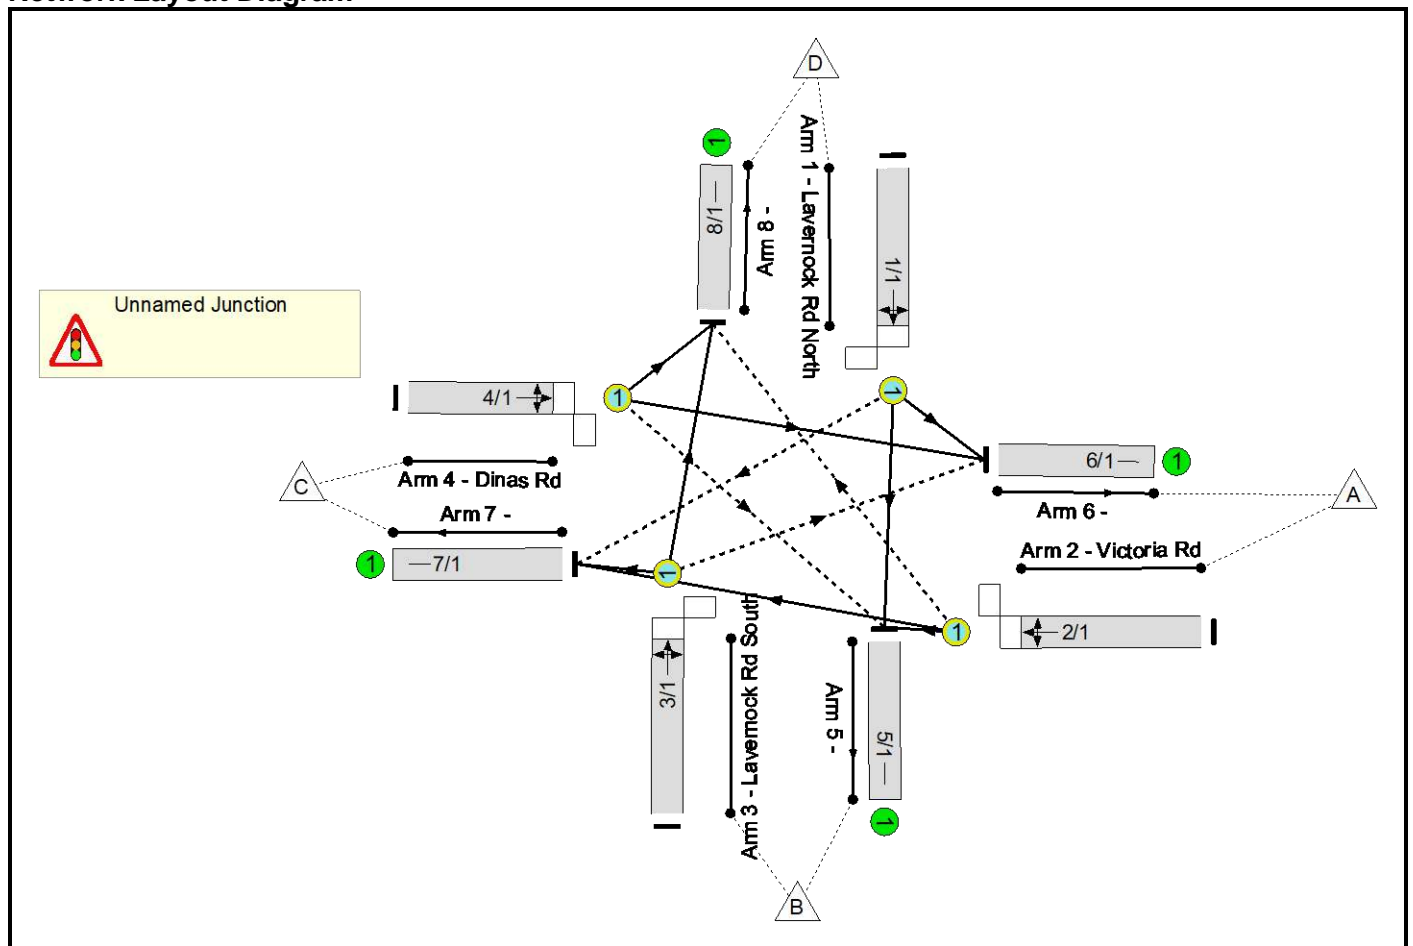 Network Layout Diagram
D
1
Arm 1 - Lavernock Rd North
8/1
Arm 8 -
1/1
Unnamed Junction
4/1
1
1
6/1
1
C
Arm 4 - Dinas Rd
A
Arm 7 -
Arm 6 -
Arm 2 - Victoria Rd
1
7/1
1
1
2/1
Arm 3 - Lavernock Rd South
3/1
Arm 5 -
5/1
1
B